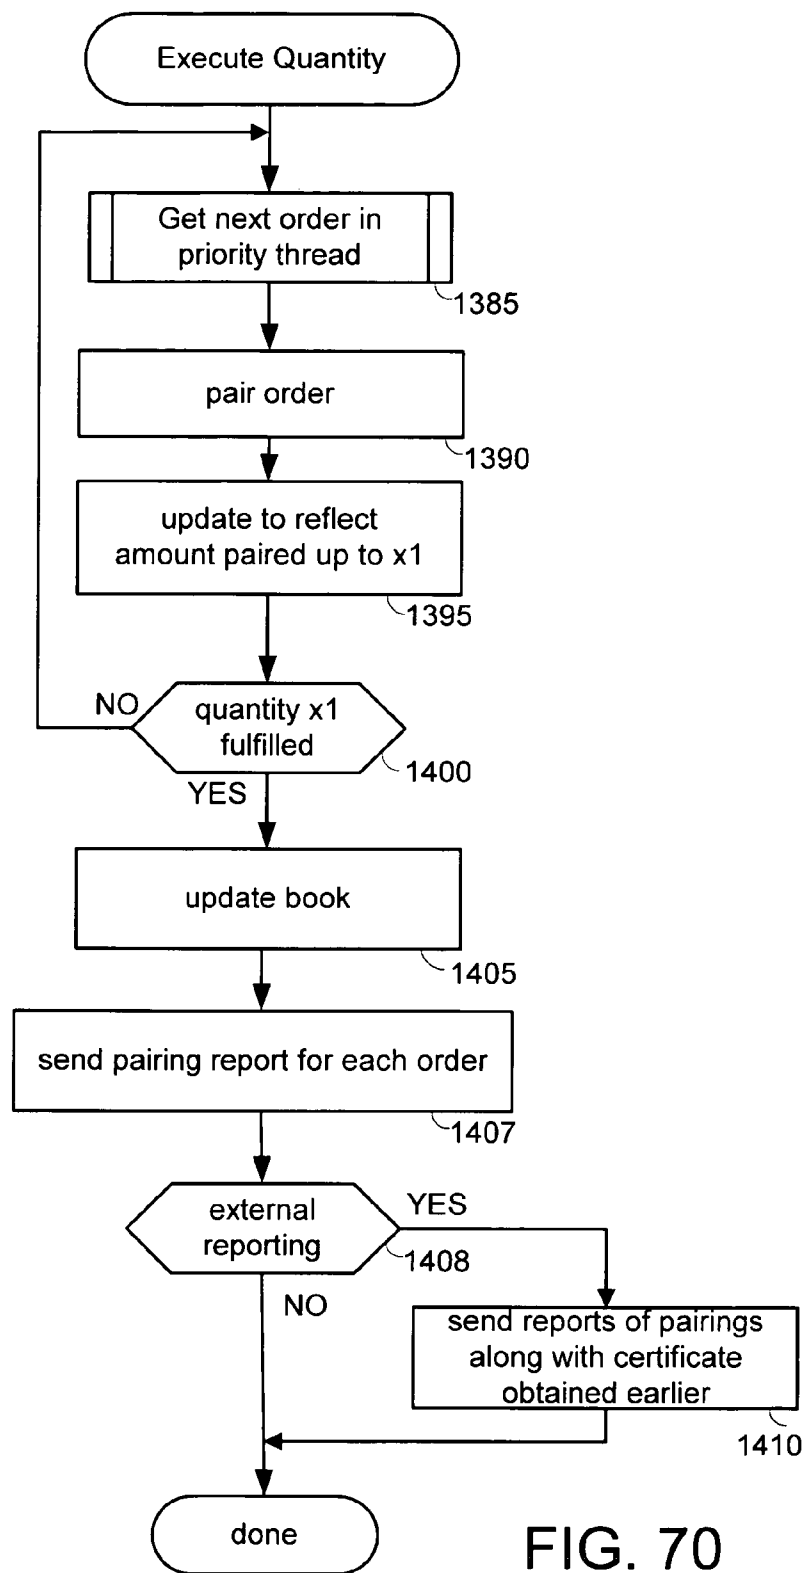 Execute Quantity
Get next order in
priority thread
1385
pair order
1390
update to reflect
amount paired up to x1
1395
NO
quantity x1
fulfilled
1400
YES
update book
1405
send pairing report for each order
1407
external
reporting
YES
1408
NO
send reports of pairings
along with certificate
obtained earlier
1410
done
FIG. 70